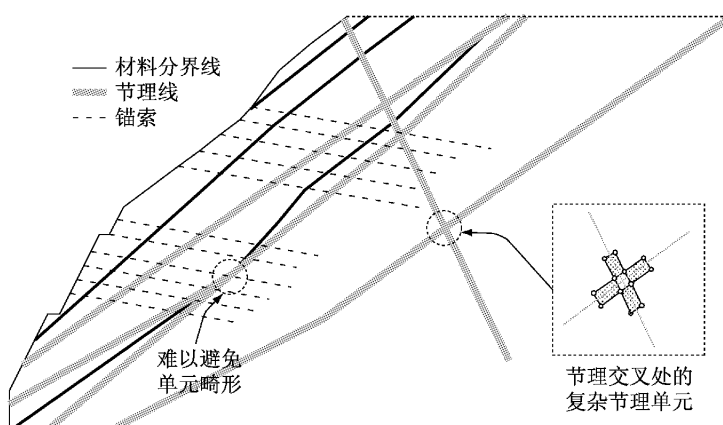 材料分界线
节理线
锚索
难以避免
单元畸形
节理交叉处的
复杂节理单元